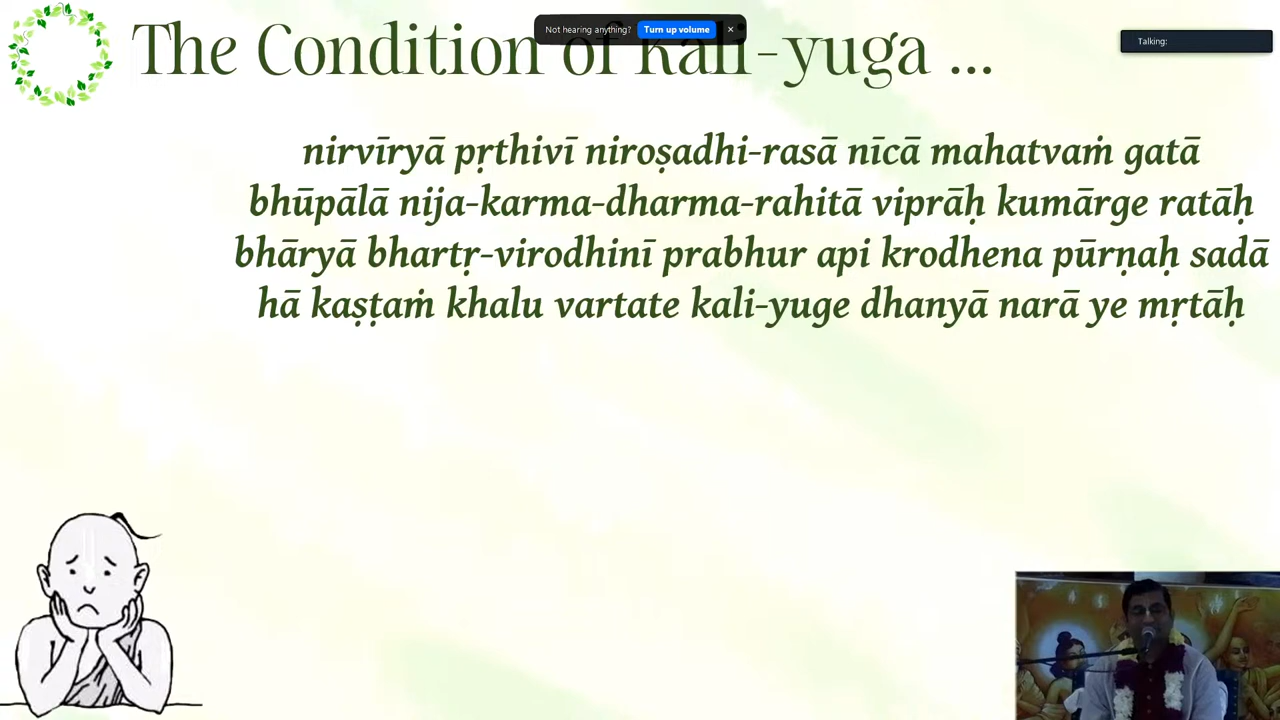 The Condition of Kali-yuga ...
Not hearing anything? Turn up volume ✕
Talking:
nirvīryā pṛthivī niroṣadhi-rasā nīcā mahatvaṁ gatā
bhūpālā nija-karma-dharma-rahitā viprāḥ kumārge ratāḥ
bhāryā bhartṛ-virodhinī prabhur api krodhena pūrṇaḥ sadā
hā kaṣṭaṁ khalu vartate kali-yuge dhanyā narā ye mṛtāḥ